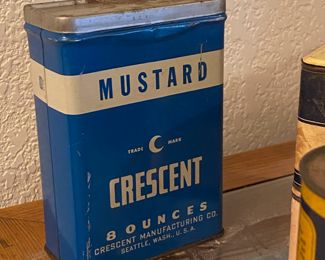 MUSTARD
TRADE MARK
CRESCENT
8 OUNCES
CRESCENT MANUFACTURING CO.
SEATTLE, WASH., U.S.A.